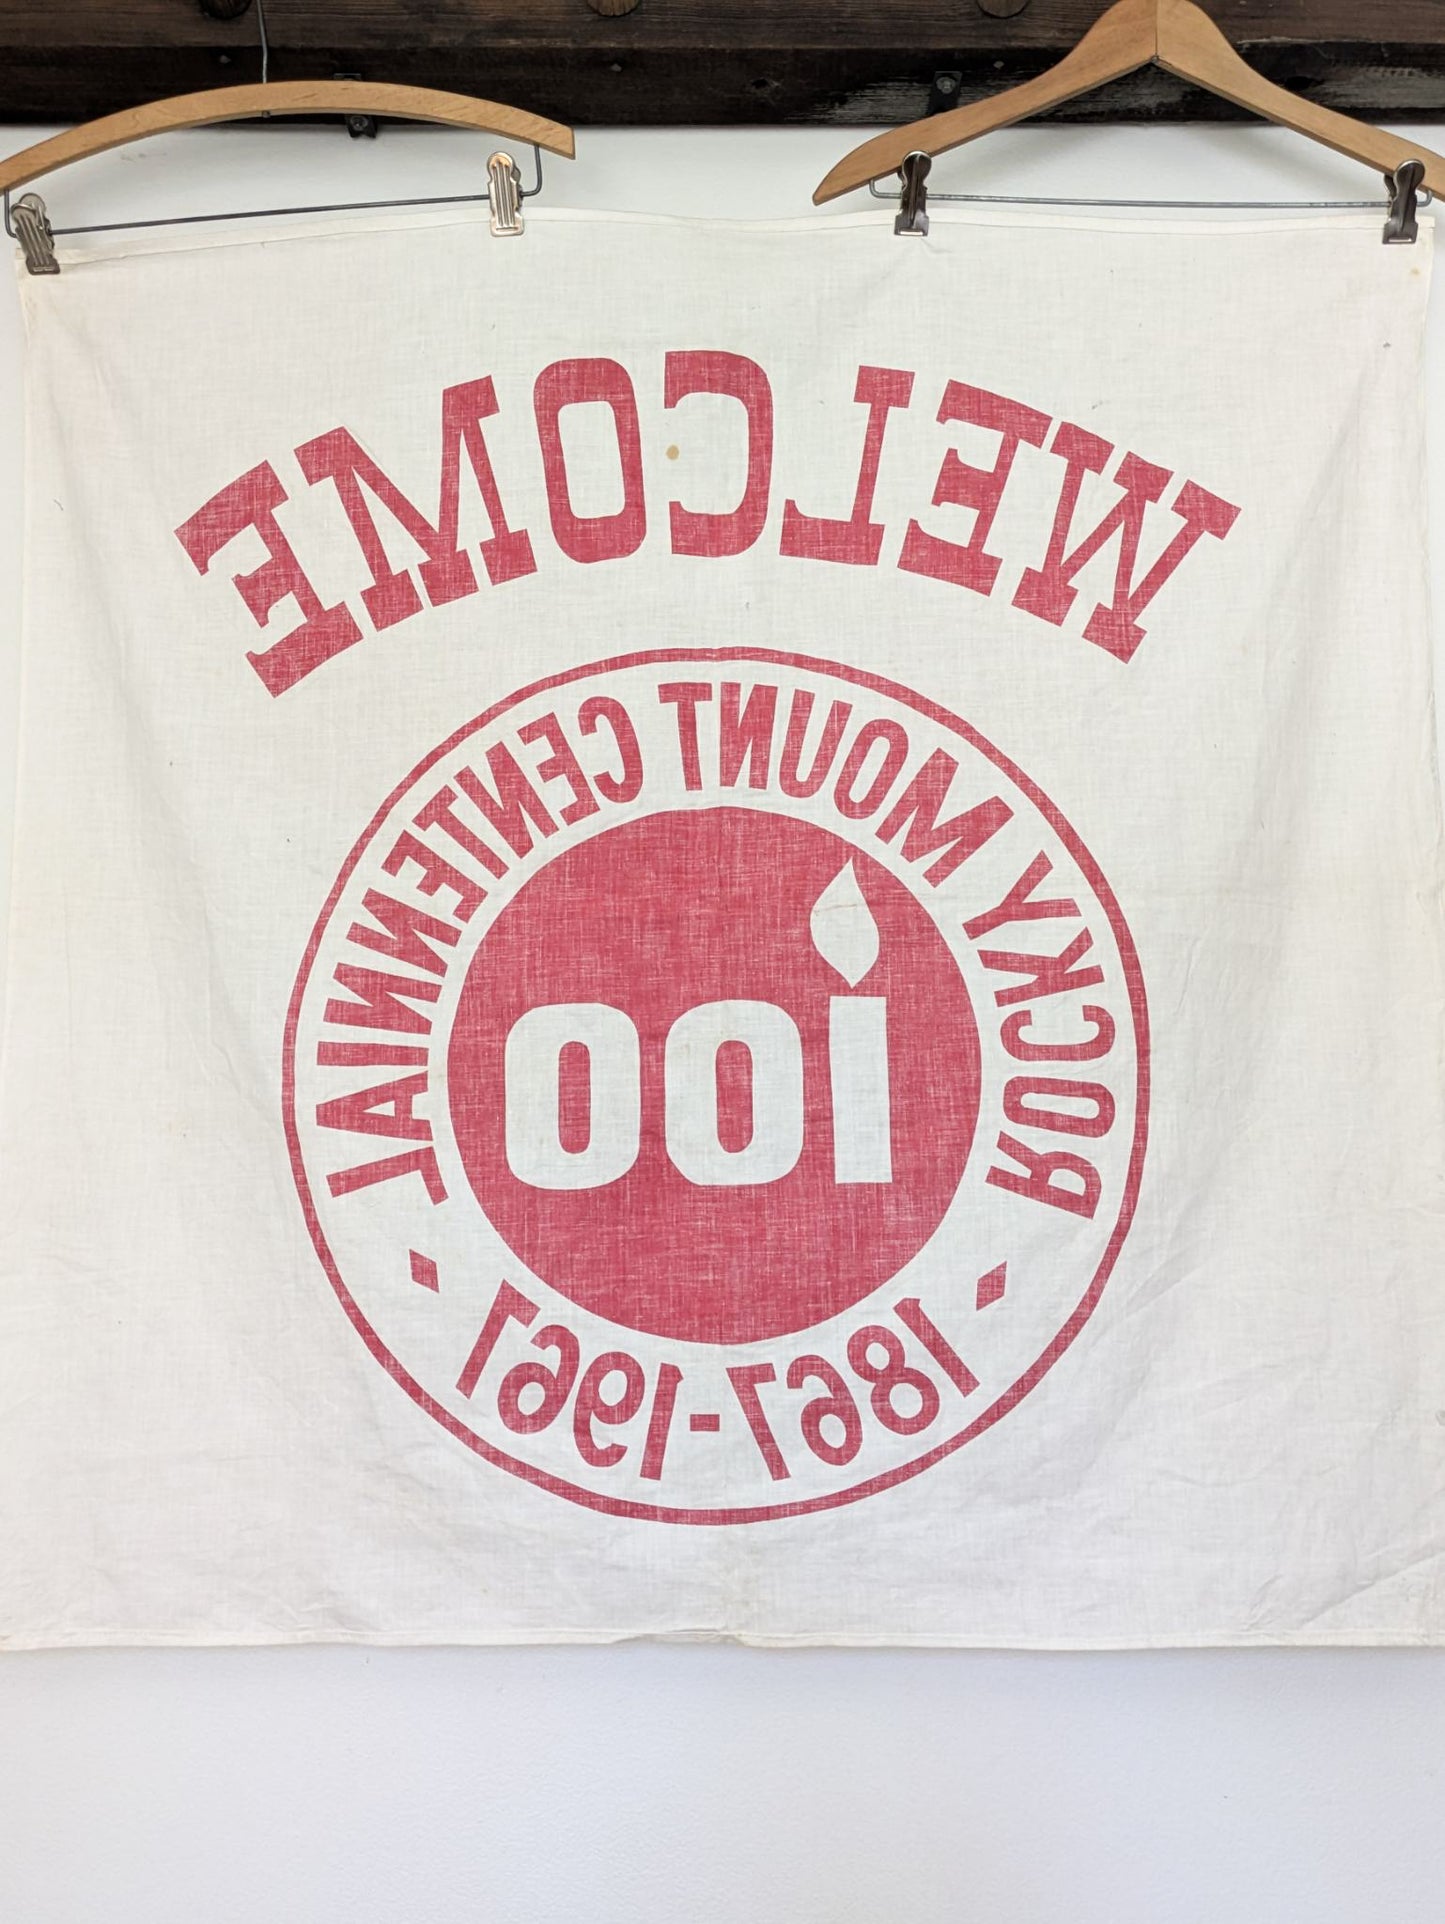 WELCOME
ROCKY MOUNT CENTENNIAL
100
1867-1967